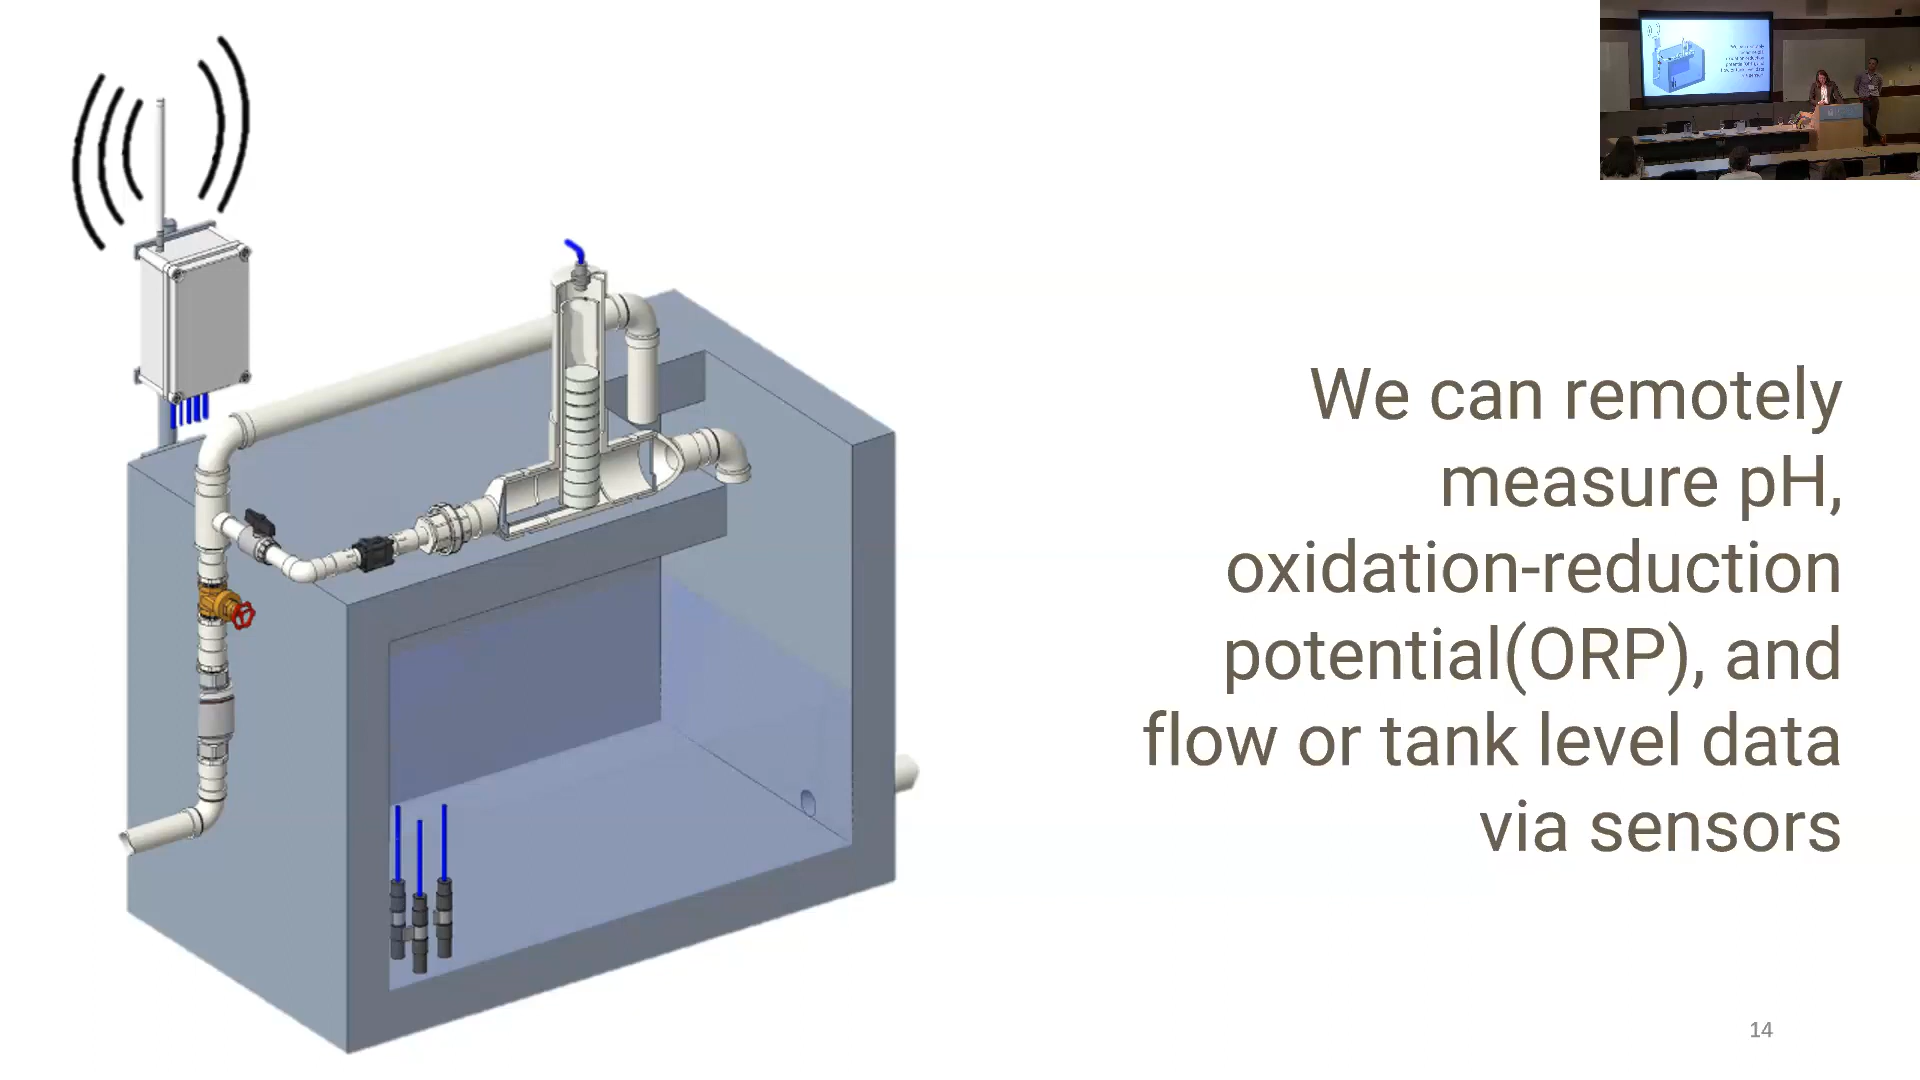 We can remotely
measure pH,
oxidation-reduction
potential(ORP), and
flow or tank level data
via sensors
14